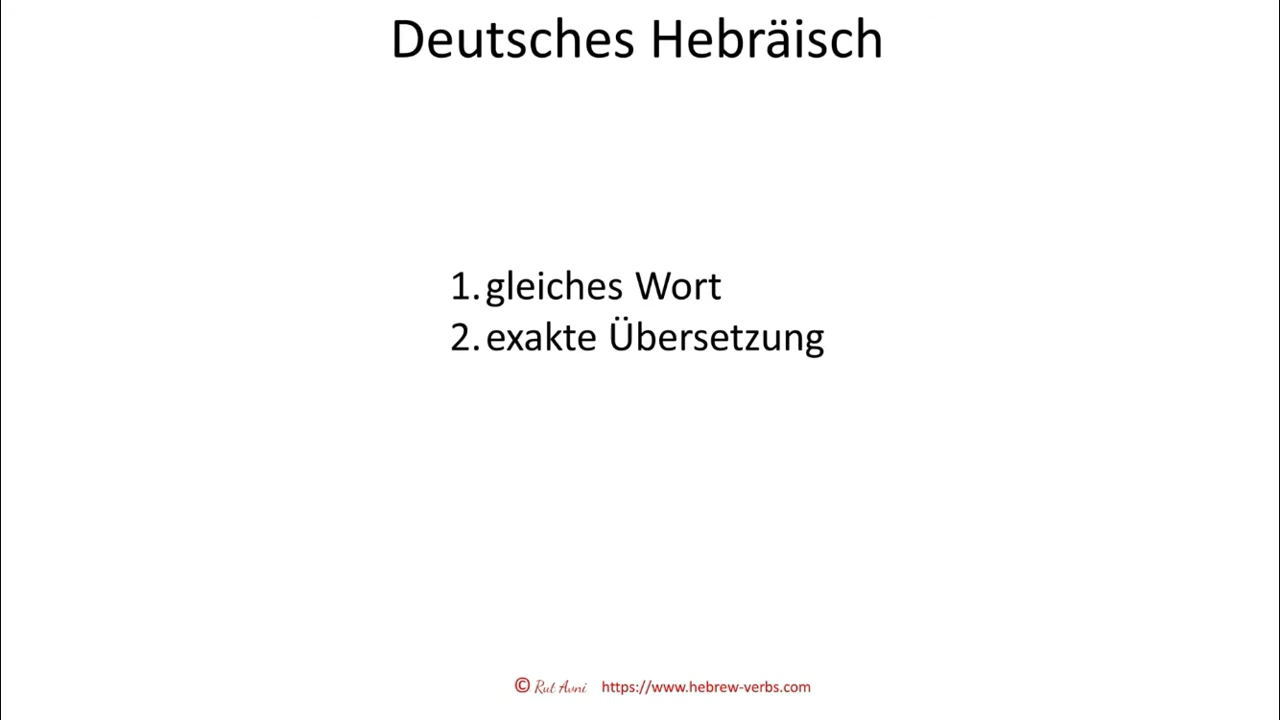 Deutsches Hebräisch
1. gleiches Wort
2. exakte Übersetzung
© Rut Avni https://www.hebrew-verbs.com